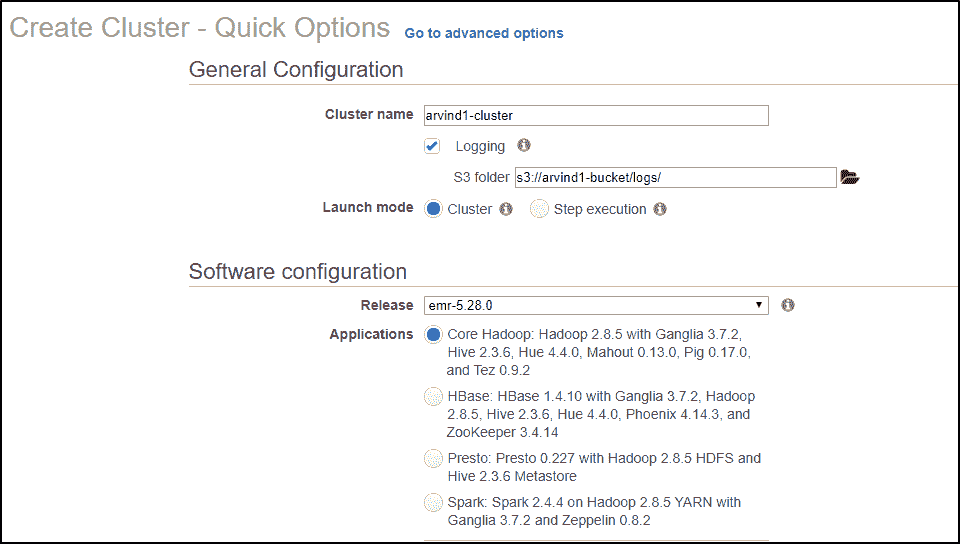 Create Cluster - Quick Options Go to advanced options
General Configuration
Cluster name arvind1-cluster
Logging
S3 folder s3://arvind1-bucket/logs/
Launch mode Cluster Step execution
Software configuration
Release emr-5.28.0
Applications Core Hadoop: Hadoop 2.8.5 with Ganglia 3.7.2,
Hive 2.3.6, Hue 4.4.0, Mahout 0.13.0, Pig 0.17.0,
and Tez 0.9.2
HBase: HBase 1.4.10 with Ganglia 3.7.2, Hadoop
2.8.5, Hive 2.3.6, Hue 4.4.0, Phoenix 4.14.3, and
ZooKeeper 3.4.14
Presto: Presto 0.227 with Hadoop 2.8.5 HDFS and
Hive 2.3.6 Metastore
Spark: Spark 2.4.4 on Hadoop 2.8.5 YARN with
Ganglia 3.7.2 and Zeppelin 0.8.2